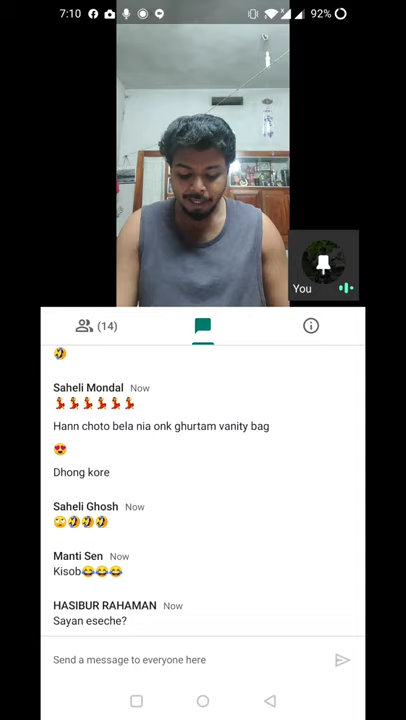 7:10
92%
You
(14)
🤣
Saheli Mondal Now
💃💃💃💃💃💃
Hann choto bela nia onk ghurtam vanity bag
😍
Dhong kore
Saheli Ghosh Now
🙄🤣🤣🤣
Manti Sen Now
Kisob😂😂😂
HASIBUR RAHAMAN Now
Sayan eseche?
Send a message to everyone here